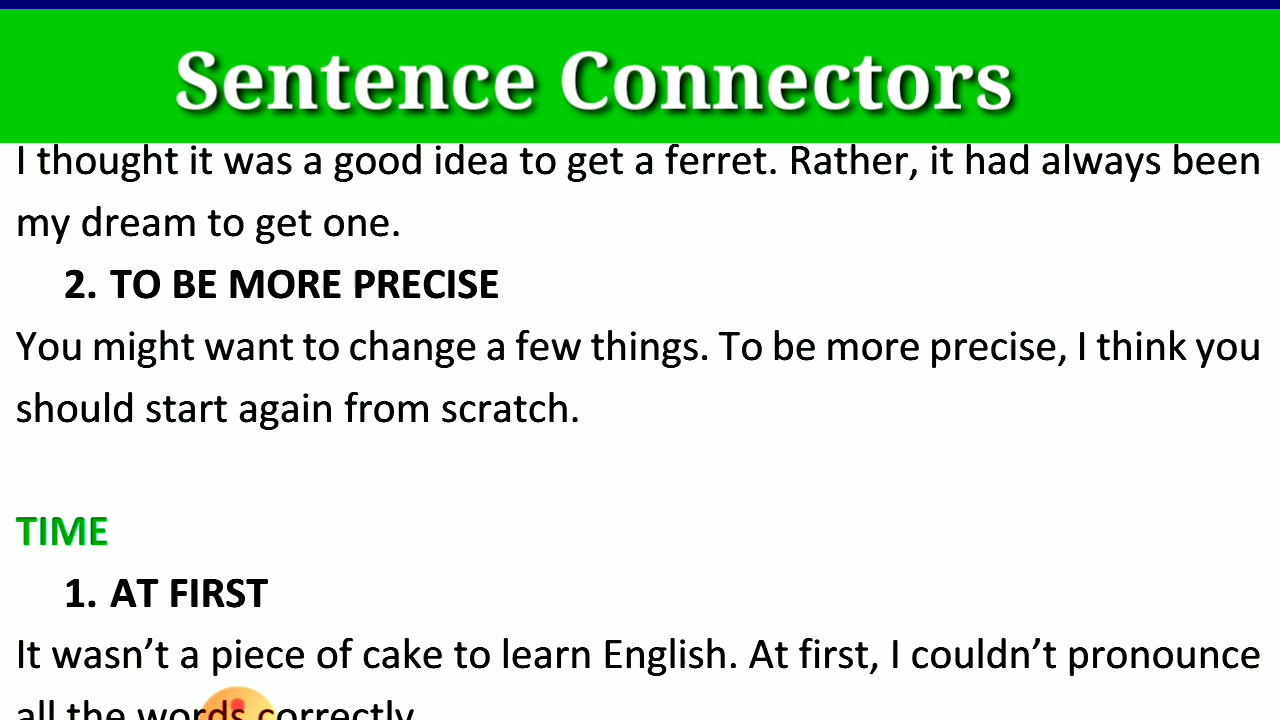 Sentence Connectors
I thought it was a good idea to get a ferret. Rather, it had always been
my dream to get one.
2. TO BE MORE PRECISE
You might want to change a few things. To be more precise, I think you
should start again from scratch.
TIME
1. AT FIRST
It wasn’t a piece of cake to learn English. At first, I couldn’t pronounce
all the words correctly.